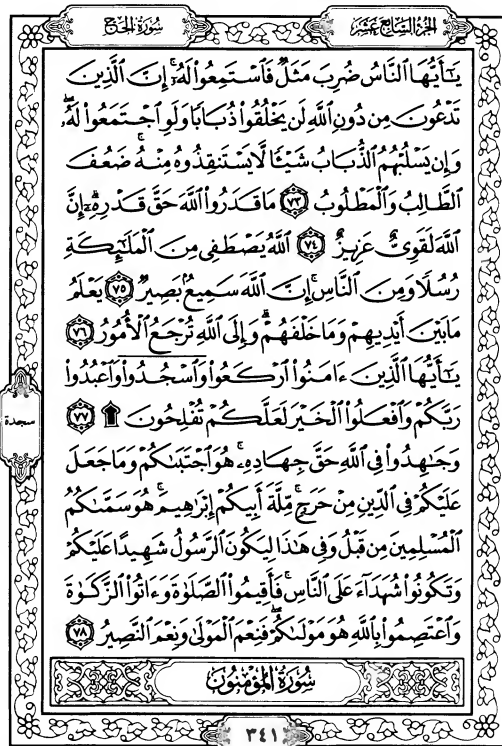 الجزء السابع عشر
سورة الحج
يَٰٓأَيُّهَا ٱلنَّاسُ ضُرِبَ مَثَلٌ فَٱسْتَمِعُوا۟ لَهُۥٓ ۚ إِنَّ ٱلَّذِينَ
تَدْعُونَ مِن دُونِ ٱللَّهِ لَن يَخْلُقُوا۟ ذُبَابًا وَلَوِ ٱجْتَمَعُوا۟ لَهُۥ ۖ
وَإِن يَسْلُبْهُمُ ٱلذُّبَابُ شَيْـًٔا لَّا يَسْتَنقِذُوهُ مِنْهُ ۚ ضَعُفَ
ٱلطَّالِبُ وَٱلْمَطْلُوبُ ٧٣ مَا قَدَرُوا۟ ٱللَّهَ حَقَّ قَدْرِهِۦٓ ۗ إِنَّ
ٱللَّهَ لَقَوِىٌّ عَزِيزٌ ٧٤ ٱللَّهُ يَصْطَفِى مِنَ ٱلْمَلَٰٓئِكَةِ
رُسُلًا وَمِنَ ٱلنَّاسِ ۚ إِنَّ ٱللَّهَ سَمِيعٌۢ بَصِيرٌ ٧٥ يَعْلَمُ
مَا بَيْنَ أَيْدِيهِمْ وَمَا خَلْفَهُمْ ۗ وَإِلَى ٱللَّهِ تُرْجَعُ ٱلْأُمُورُ ٧٦
يَٰٓأَيُّهَا ٱلَّذِينَ ءَامَنُوا۟ ٱرْكَعُوا۟ وَٱسْجُدُوا۟ وَٱعْبُدُوا۟
رَبَّكُمْ وَٱفْعَلُوا۟ ٱلْخَيْرَ لَعَلَّكُمْ تُفْلِحُونَ ۩ ٧٧
سجدة
وَجَٰهِدُوا۟ فِى ٱللَّهِ حَقَّ جِهَادِهِۦ ۚ هُوَ ٱجْتَبَىٰكُمْ وَمَا جَعَلَ
عَلَيْكُمْ فِى ٱلدِّينِ مِنْ حَرَجٍ ۚ مِّلَّةَ أَبِيكُمْ إِبْرَٰهِيمَ ۚ هُوَ سَمَّىٰكُمُ
ٱلْمُسْلِمِينَ مِن قَبْلُ وَفِى هَٰذَا لِيَكُونَ ٱلرَّسُولُ شَهِيدًا عَلَيْكُمْ
وَتَكُونُوا۟ شُهَدَآءَ عَلَى ٱلنَّاسِ ۚ فَأَقِيمُوا۟ ٱلصَّلَوٰةَ وَءَاتُوا۟ ٱلزَّكَوٰةَ
وَٱعْتَصِمُوا۟ بِٱللَّهِ هُوَ مَوْلَىٰكُمْ ۖ فَنِعْمَ ٱلْمَوْلَىٰ وَنِعْمَ ٱلنَّصِيرُ ٧٨
سُورَةُ المُؤْمِنُونَ
٣٤١